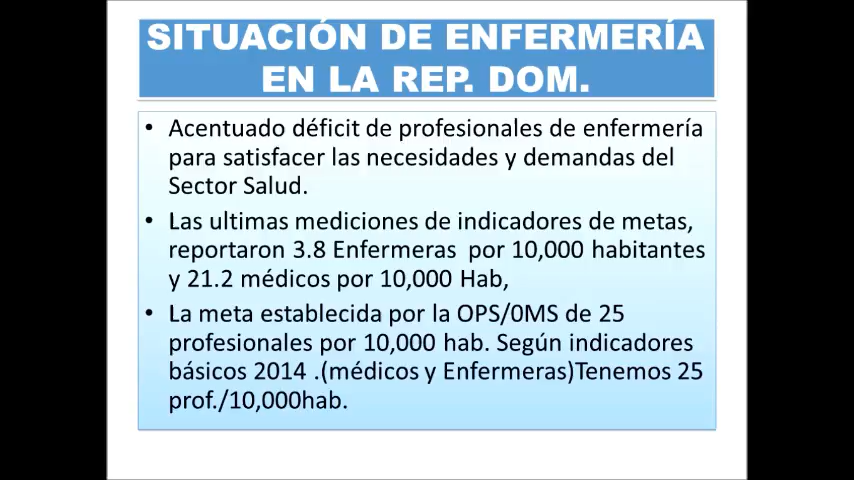 SITUACIÓN DE ENFERMERÍA
EN LA REP. DOM.
• Acentuado déficit de profesionales de enfermería
para satisfacer las necesidades y demandas del
Sector Salud.
• Las ultimas mediciones de indicadores de metas,
reportaron 3.8 Enfermeras  por 10,000 habitantes
y 21.2 médicos por 10,000 Hab,
• La meta establecida por la OPS/0MS de 25
profesionales por 10,000 hab. Según indicadores
básicos 2014 .(médicos y Enfermeras)Tenemos 25
prof./10,000hab.